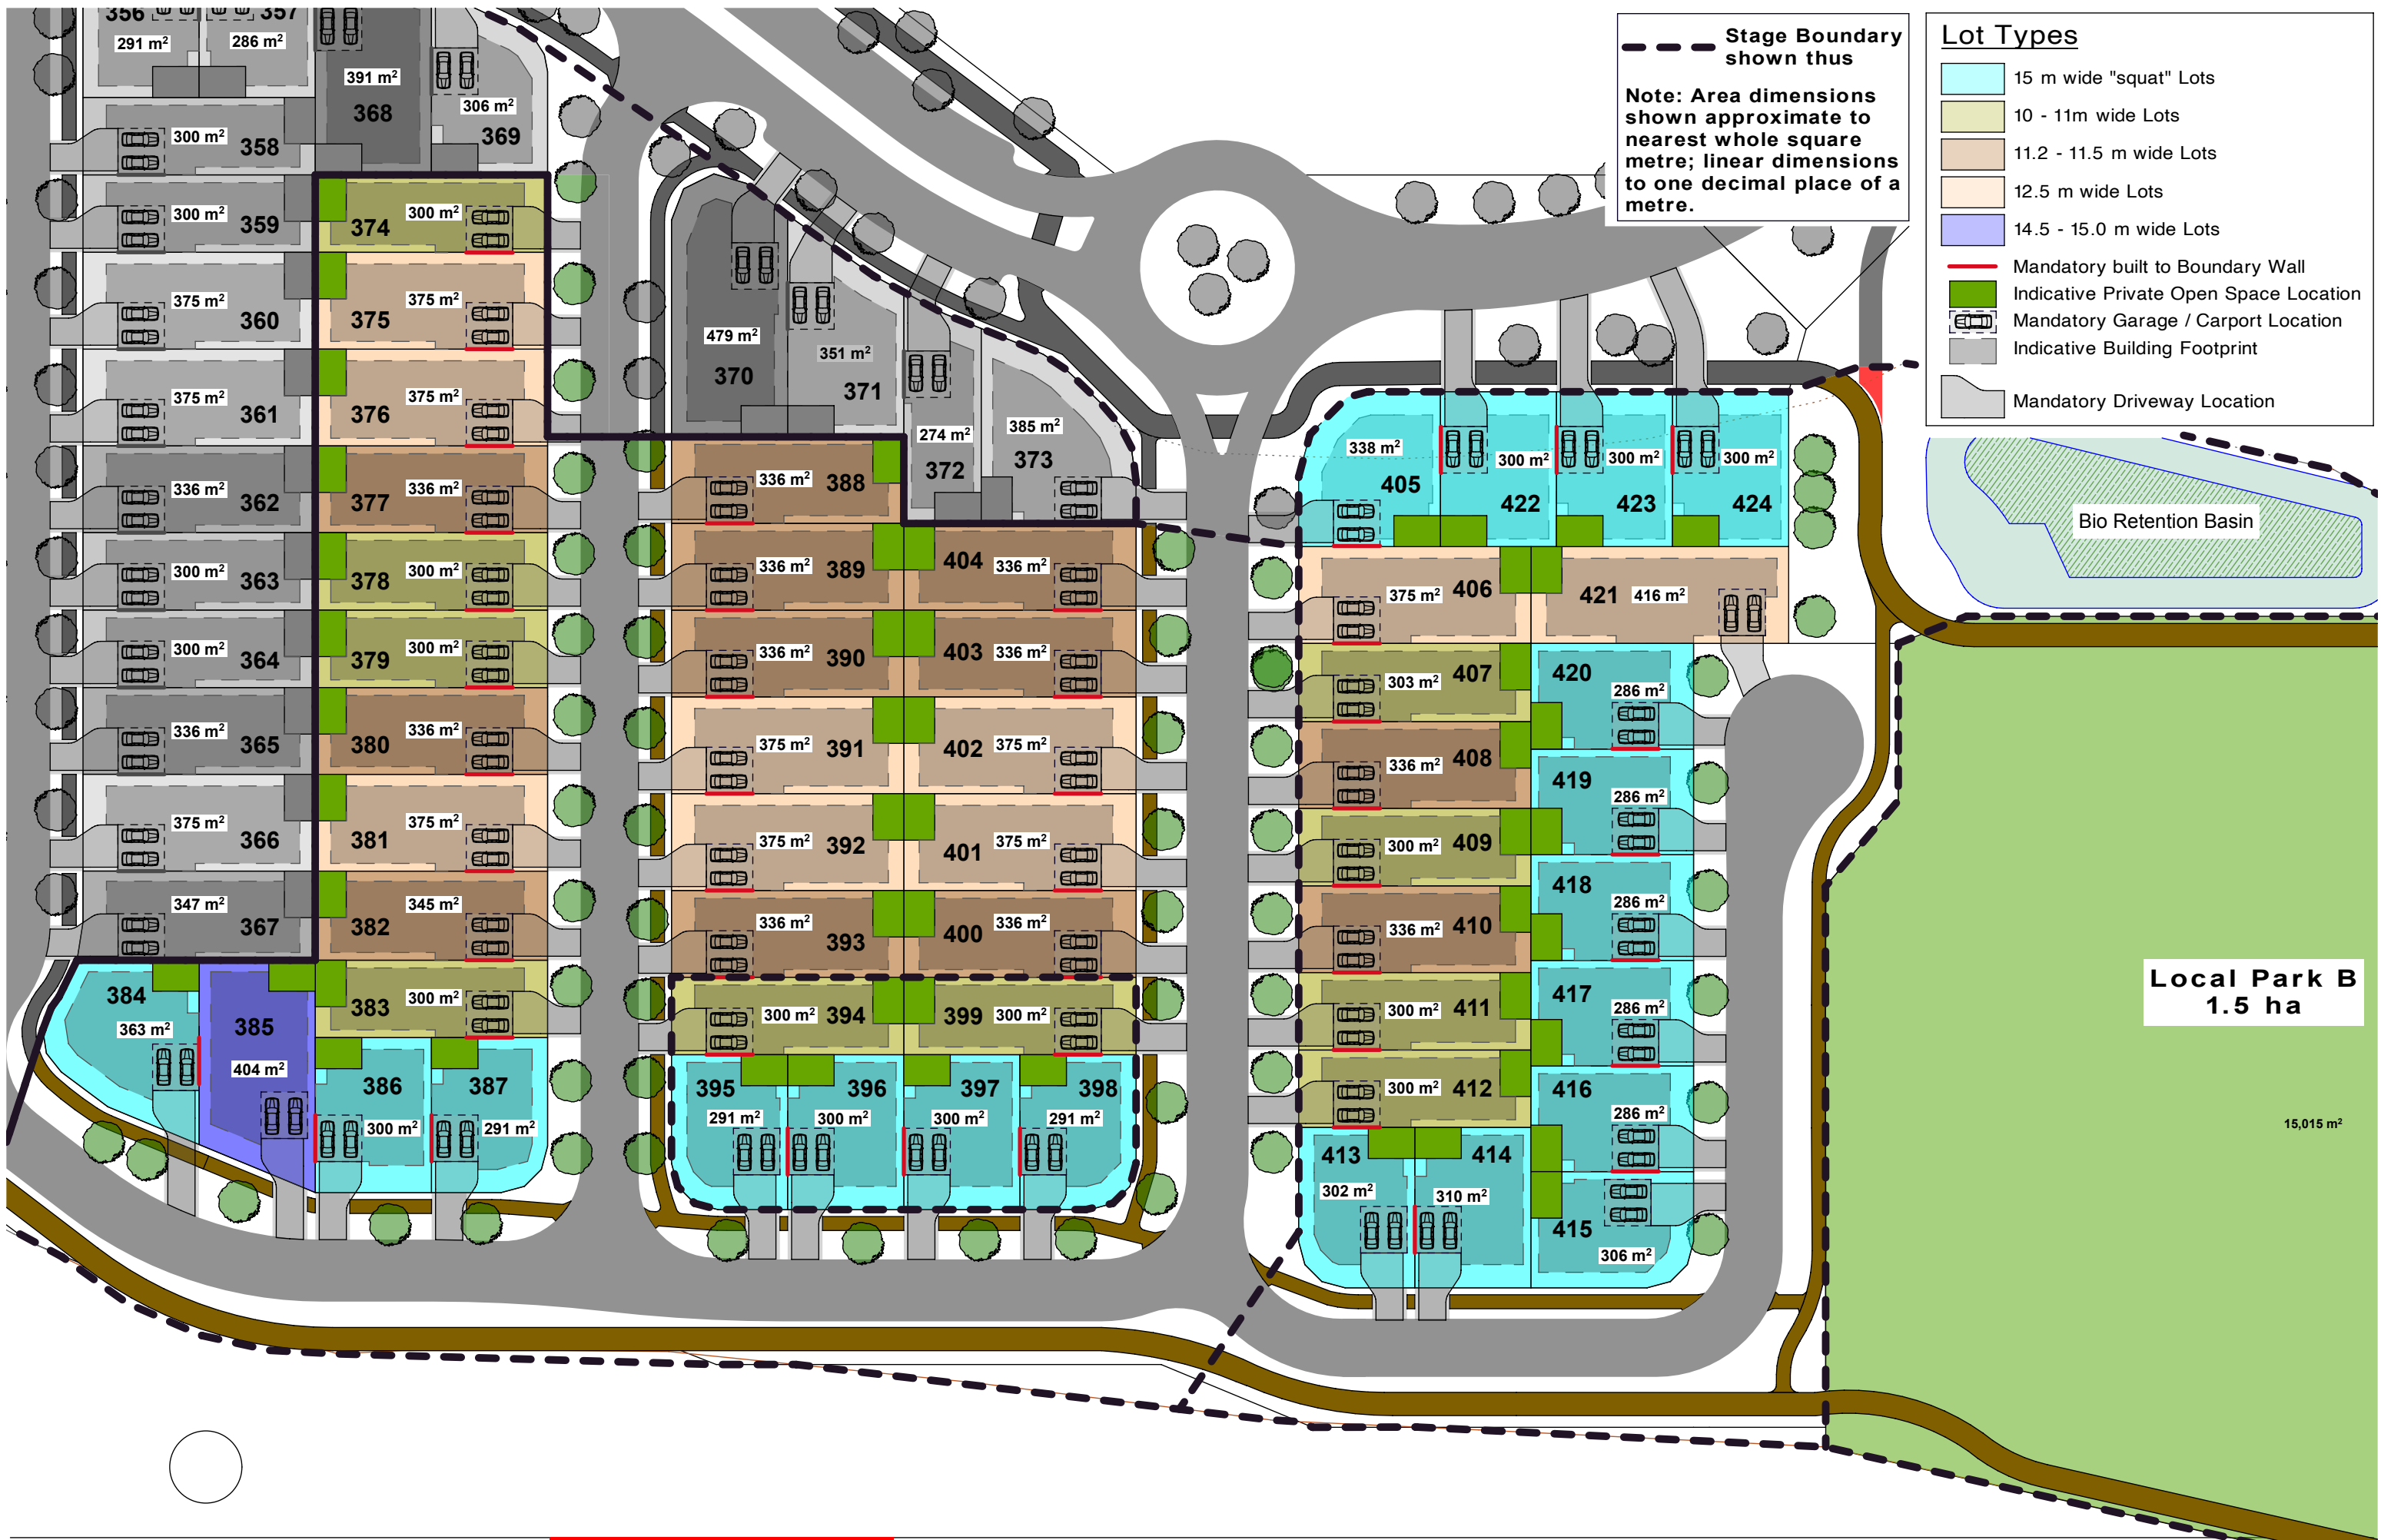 356
291 m²
357
286 m²
391 m²
368
306 m²
369
300 m²
358
300 m²
359
375 m²
360
375 m²
361
336 m²
362
300 m²
363
300 m²
364
336 m²
365
375 m²
366
347 m²
367
374
300 m²
375
375 m²
376
375 m²
377
336 m²
378
300 m²
379
300 m²
380
336 m²
381
375 m²
382
345 m²
383
300 m²
384
363 m²
385
404 m²
386
300 m²
387
291 m²
479 m²
370
351 m²
371
274 m²
372
385 m²
373
336 m²
388
336 m²
389
336 m²
390
375 m²
391
375 m²
392
336 m²
393
300 m²
394
404
336 m²
403
336 m²
402
375 m²
401
375 m²
400
336 m²
399
300 m²
395
291 m²
396
300 m²
397
300 m²
398
291 m²
338 m²
405
300 m²
422
300 m²
423
300 m²
424
375 m²
406
421
416 m²
303 m²
407
336 m²
408
300 m²
409
336 m²
410
300 m²
411
300 m²
412
413
302 m²
414
310 m²
420
286 m²
419
286 m²
418
286 m²
417
286 m²
416
286 m²
415
306 m²
Stage Boundary
shown thus
Note: Area dimensions
shown approximate to
nearest whole square
metre; linear dimensions
to one decimal place of a
metre.
Lot Types
15 m wide "squat" Lots
10 - 11m wide Lots
11.2 - 11.5 m wide Lots
12.5 m wide Lots
14.5 - 15.0 m wide Lots
Mandatory built to Boundary Wall
Indicative Private Open Space Location
Mandatory Garage / Carport Location
Indicative Building Footprint
Mandatory Driveway Location
Bio Retention Basin
Local Park B
1.5 ha
15,015 m²